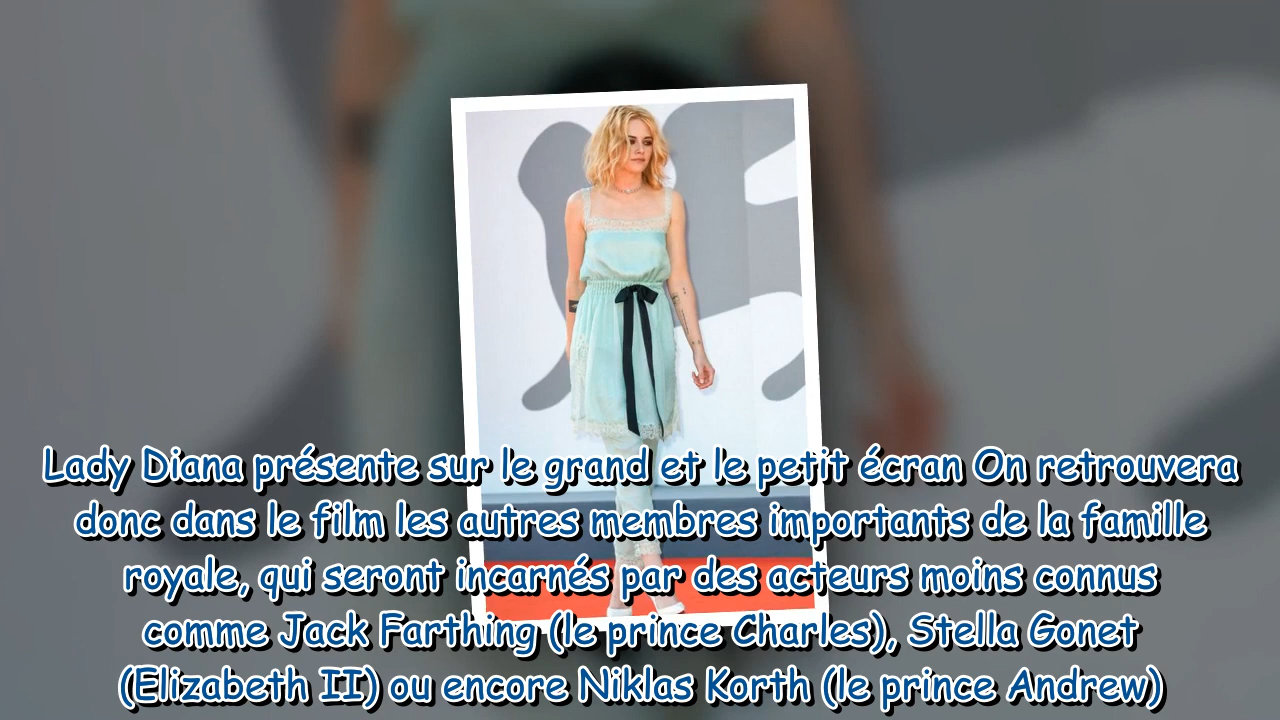 Lady Diana présente sur le grand et le petit écran On retrouvera
donc dans le film les autres membres importants de la famille
royale, qui seront incarnés par des acteurs moins connus
comme Jack Farthing (le prince Charles), Stella Gonet
(Elizabeth II) ou encore Niklas Korth (le prince Andrew)